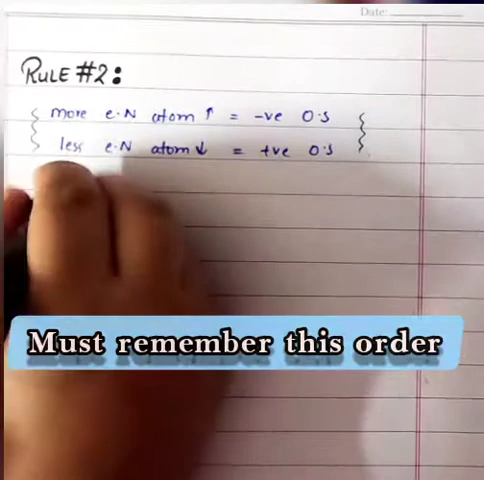 Date:
RULE #2:
more e.N atom ↑ = -ve O.S
less e.N atom ↓ = +ve O.S
Must remember this order